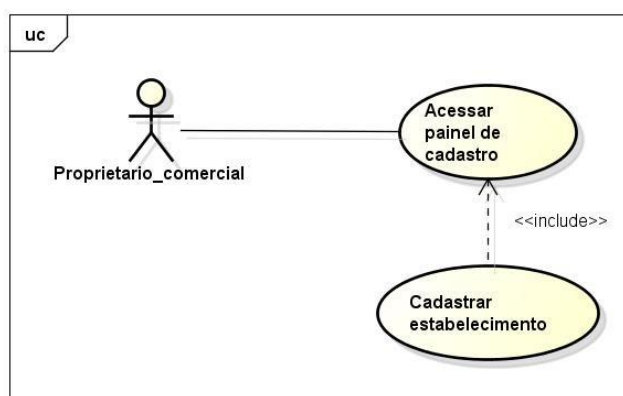 uc
Acessar
painel de
cadastro
Proprietario_comercial
<<include>>
Cadastrar
estabelecimento